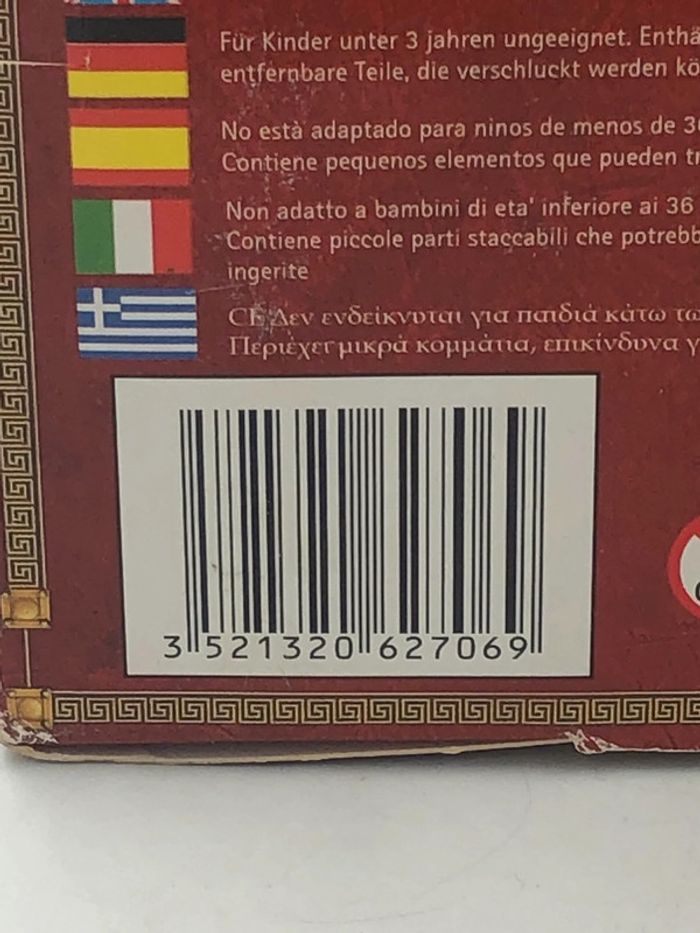 Für Kinder unter 3 jahren ungeeignet. Enthä
entfernbare Teile, die verschluckt werden kö
No està adaptado para ninos de menos de 3
Contiene pequenos elementos que pueden tr
Non adatto a bambini di eta' inferiore ai 36
Contiene piccole parti staccabili che potrebb
ingerite
CE Δεν ενδείκνυται για παιδιά κάτω τω
Περιέχει μικρά κομμάτια, επικίνδυνα γ
3 521320 627069